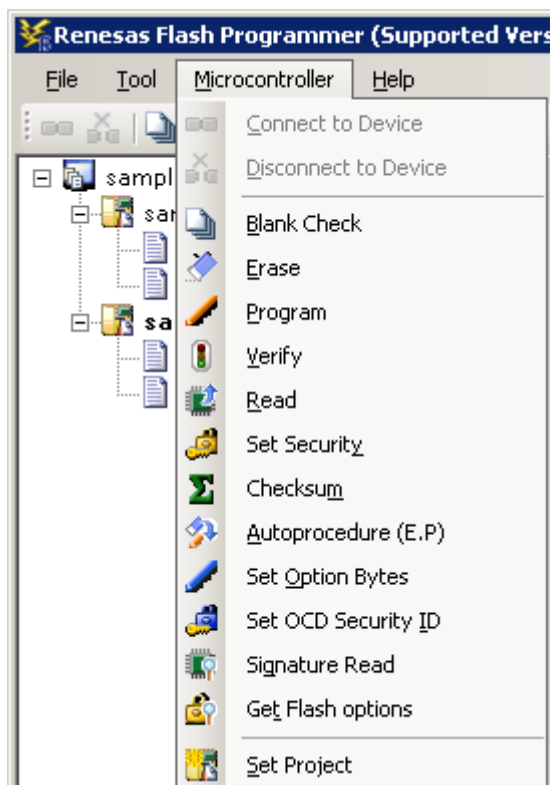 Renesas Flash Programmer (Supported Vers
File Tool Microcontroller Help
Connect to Device
Disconnect to Device
sampl
Blank Check
sar
Erase
Program
sa
Verify
Read
Set Security
Checksum
Autoprocedure (E.P)
Set Option Bytes
Set OCD Security ID
Signature Read
Get Flash options
Set Project